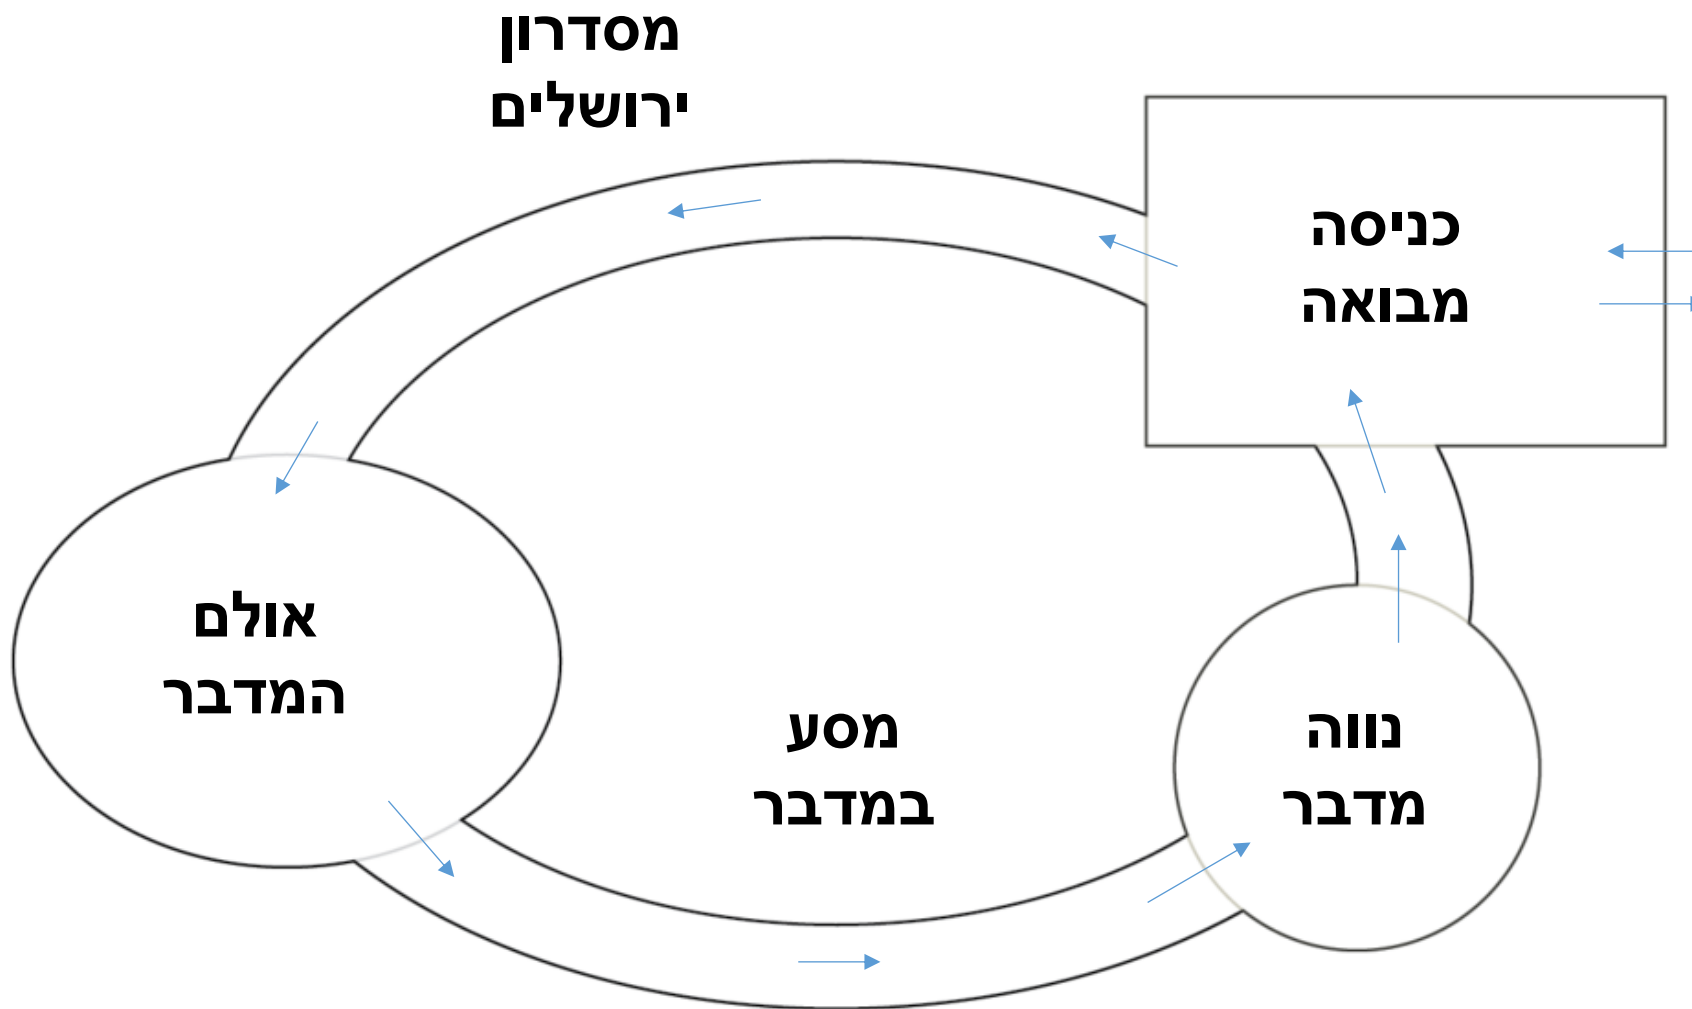 מסדרון
ירושלים
כניסה
מבואה
אולם
המדבר
מסע
במדבר
נווה
מדבר